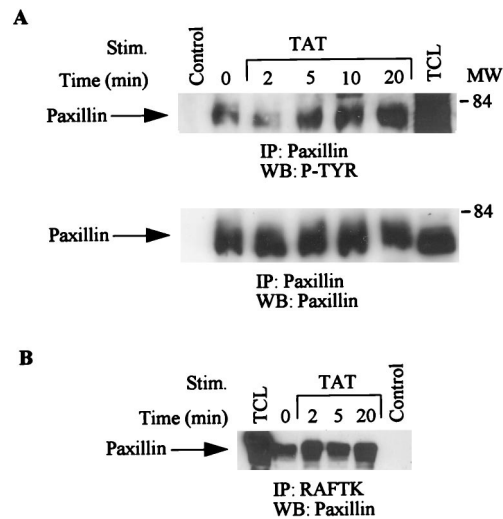 A
Stim. Control TAT TCL
Time (min) 0 2 5 10 20 MW
Paxillin - 84
IP: Paxillin
WB: P-TYR
- 84
Paxillin
IP: Paxillin
WB: Paxillin
B
Stim. TCL TAT Control
Time (min) 0 2 5 20
Paxillin
IP: RAFTK
WB: Paxillin